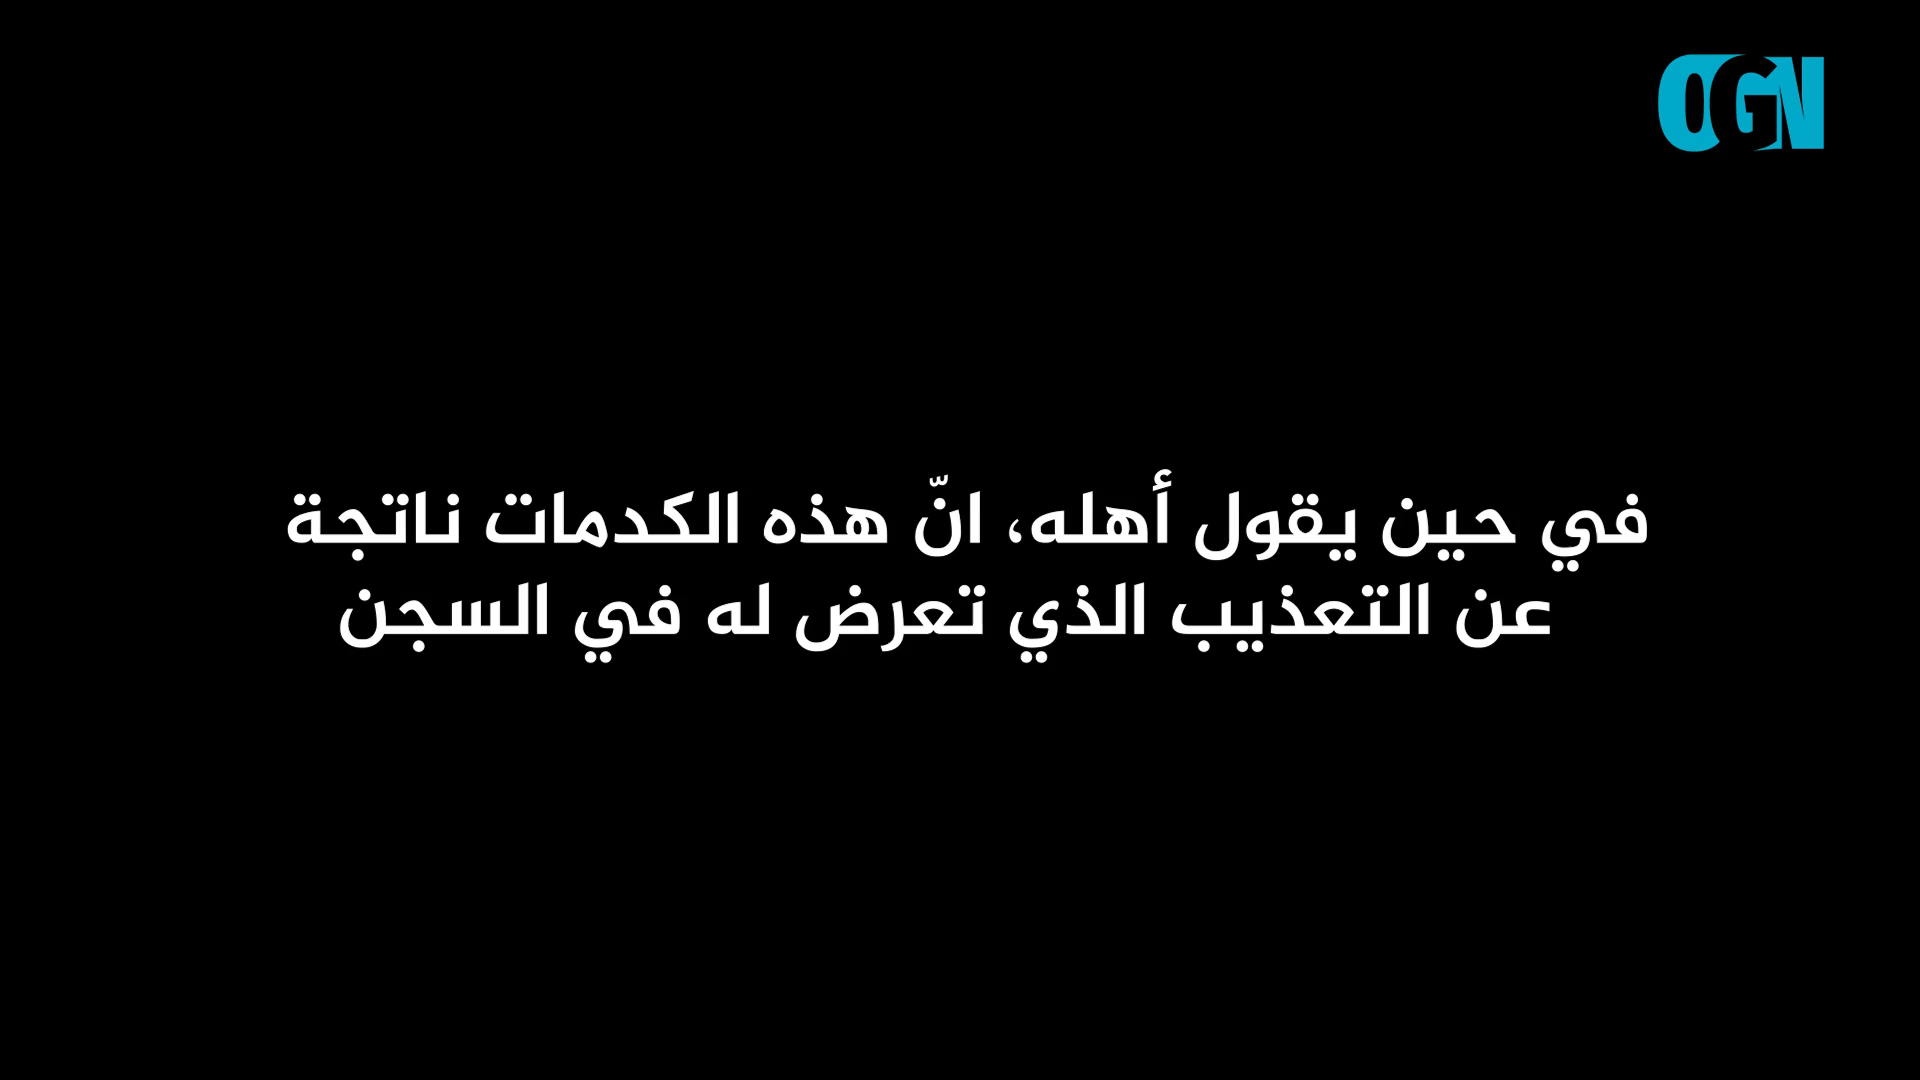 OGN
في حين يقول أهله، انّ هذه الكدمات ناتجة
عن التعذيب الذي تعرض له في السجن